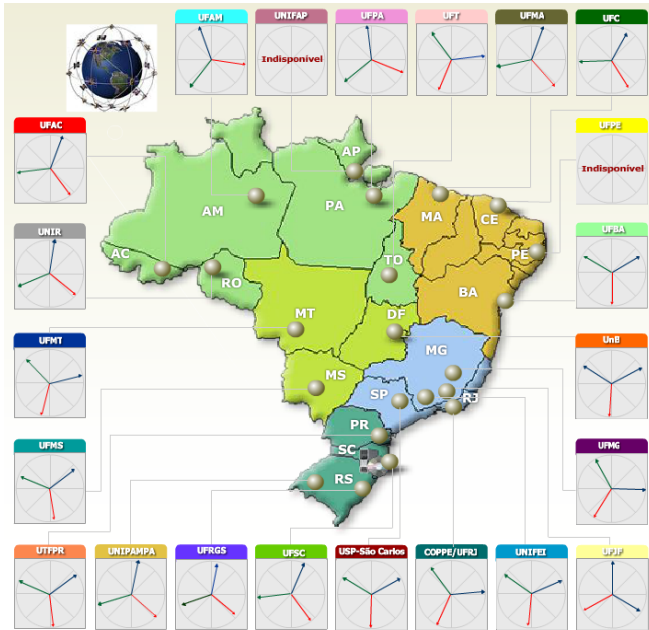 UFAM
UNIFAP
UFPA
UFT
UFMA
UFC
Indisponível
UFAC
UFPE
Indisponível
AP
AM
PA
MA
CE
UNIR
UFBA
AC
RO
TO
PE
BA
MT
DF
UFMT
UnB
MG
MS
SP
RJ
PR
UFMS
UFMG
SC
RS
UTFPR
UNIPAMPA
UFRGS
UFSC
USP-São Carlos
COPPE/UFRJ
UNIFEI
UFJF